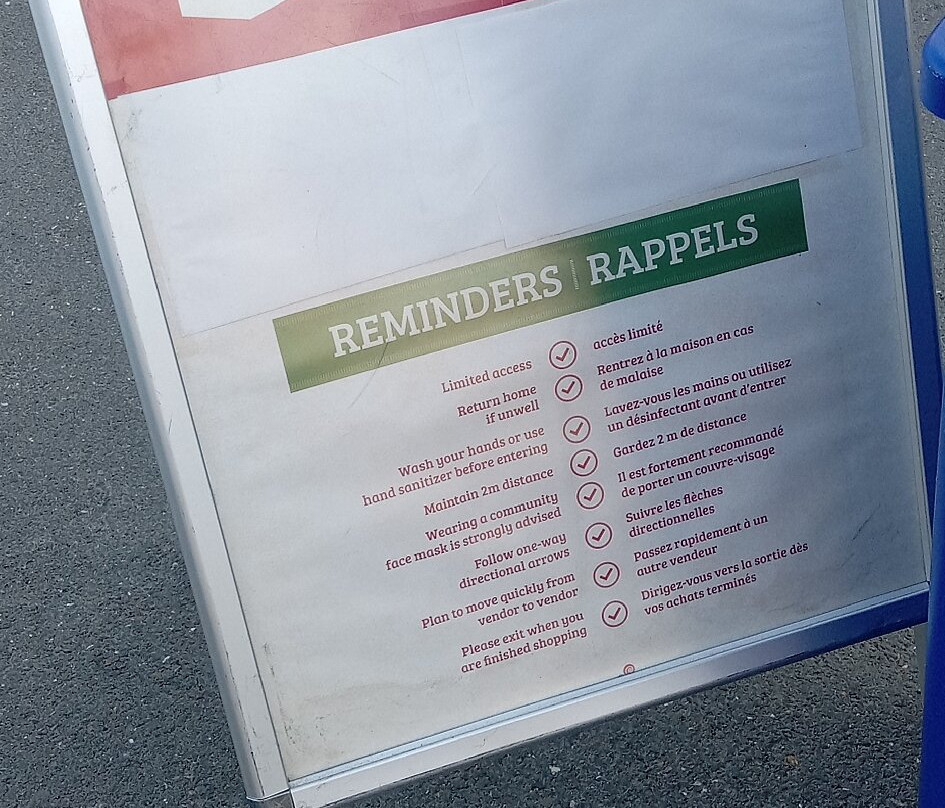 REMINDERS RAPPELS
Limited access
accès limité
Return home
if unwell
Rentrez à la maison en cas
de malaise
Wash your hands or use
hand sanitizer before entering
Lavez-vous les mains ou utilisez
un désinfectant avant d'entrer
Maintain 2m distance
Gardez 2 m de distance
Wearing a community
face mask is strongly advised
Il est fortement recommandé
de porter un couvre-visage
Follow one-way
directional arrows
Suivre les flèches
directionnelles
Plan to move quickly from
vendor to vendor
Passez rapidement à un
autre vendeur
Please exit when you
are finished shopping
Dirigez-vous vers la sortie dès
vos achats terminés